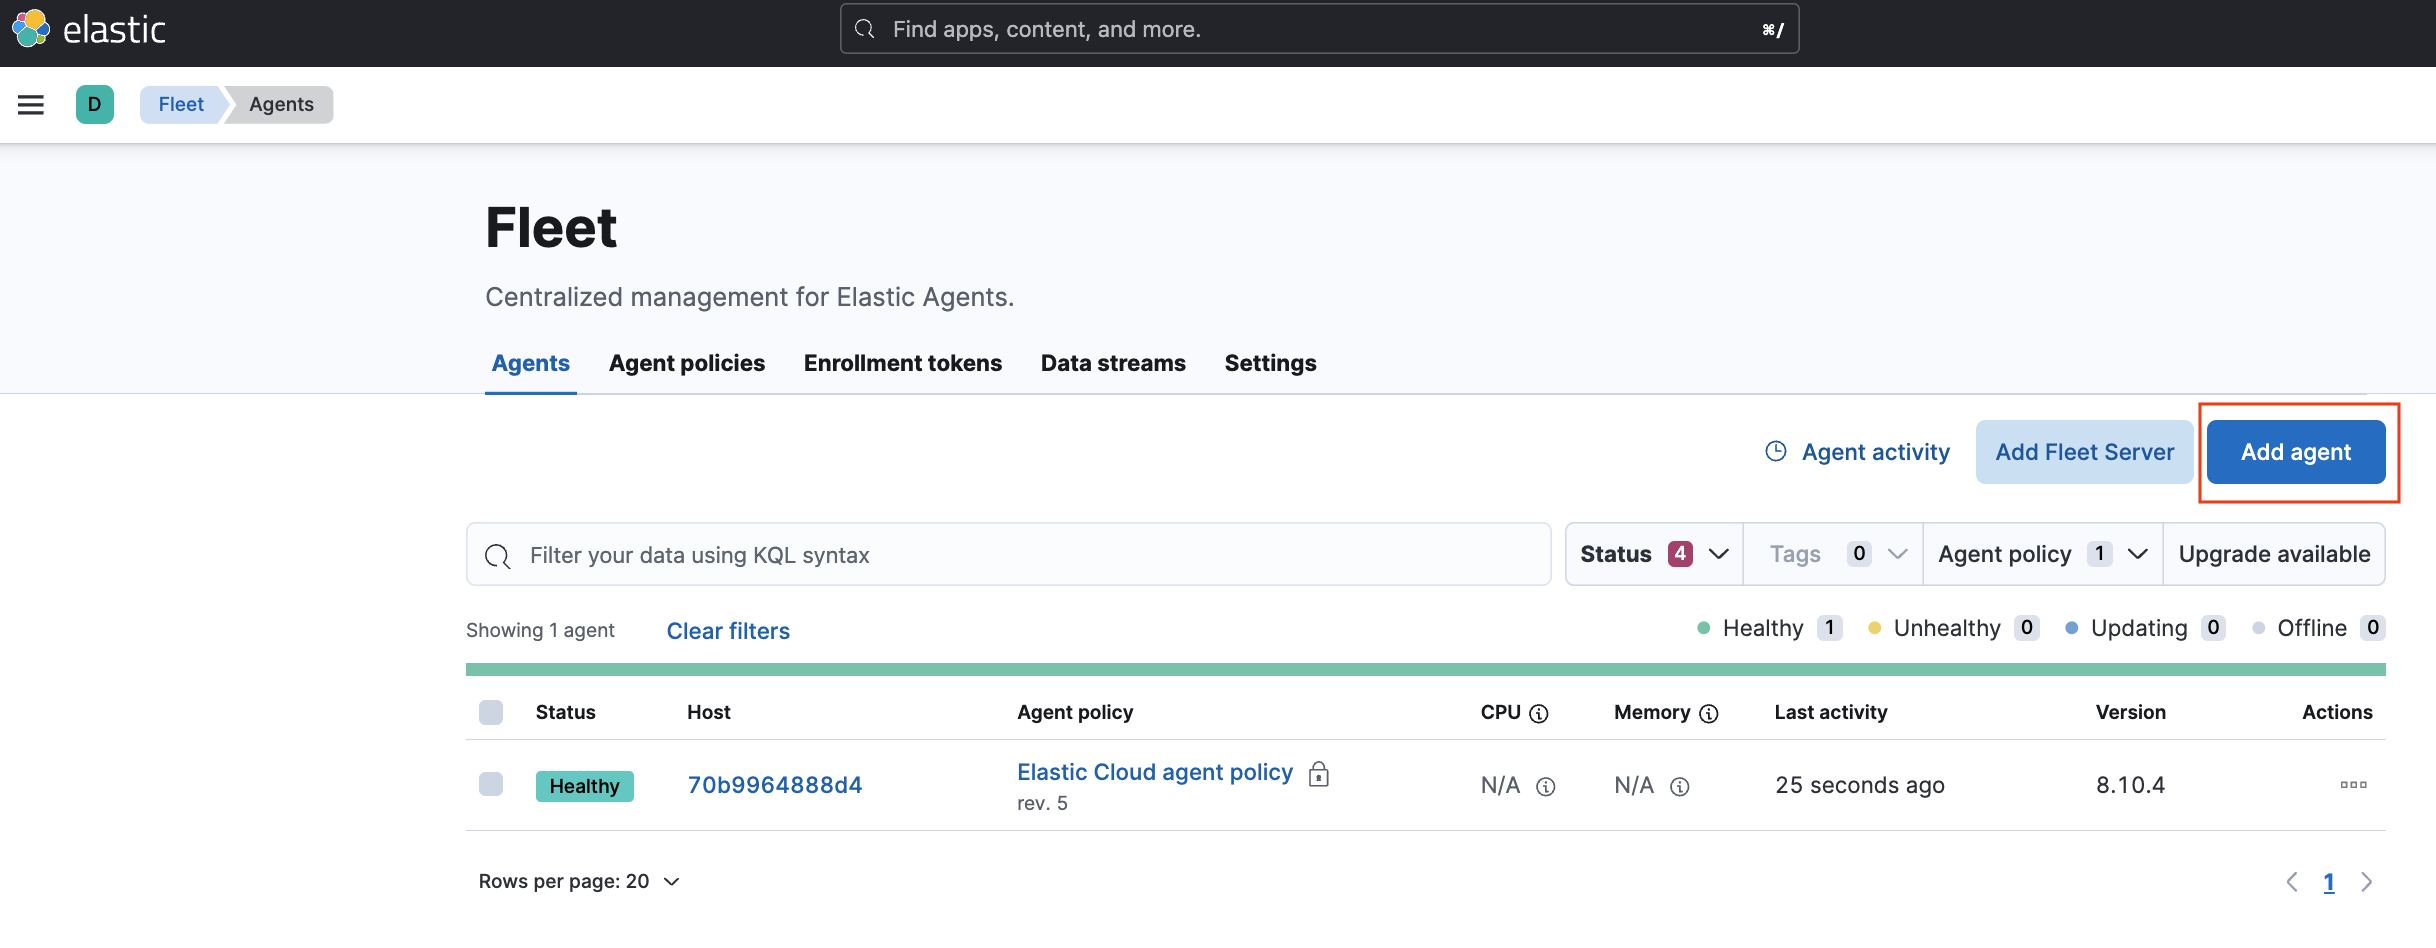 elastic
Find apps, content, and more.
⌘/
D
Fleet
Agents
Fleet
Centralized management for Elastic Agents.
Agents Agent policies Enrollment tokens Data streams Settings
Agent activity Add Fleet Server Add agent
Filter your data using KQL syntax
Status 4 Tags 0 Agent policy 1 Upgrade available
Showing 1 agent Clear filters Healthy 1 Unhealthy 0 Updating 0 Offline 0
Status Host Agent policy CPU Memory Last activity Version Actions
Healthy 70b9964888d4 Elastic Cloud agent policy N/A N/A 25 seconds ago 8.10.4
rev. 5
Rows per page: 20
1